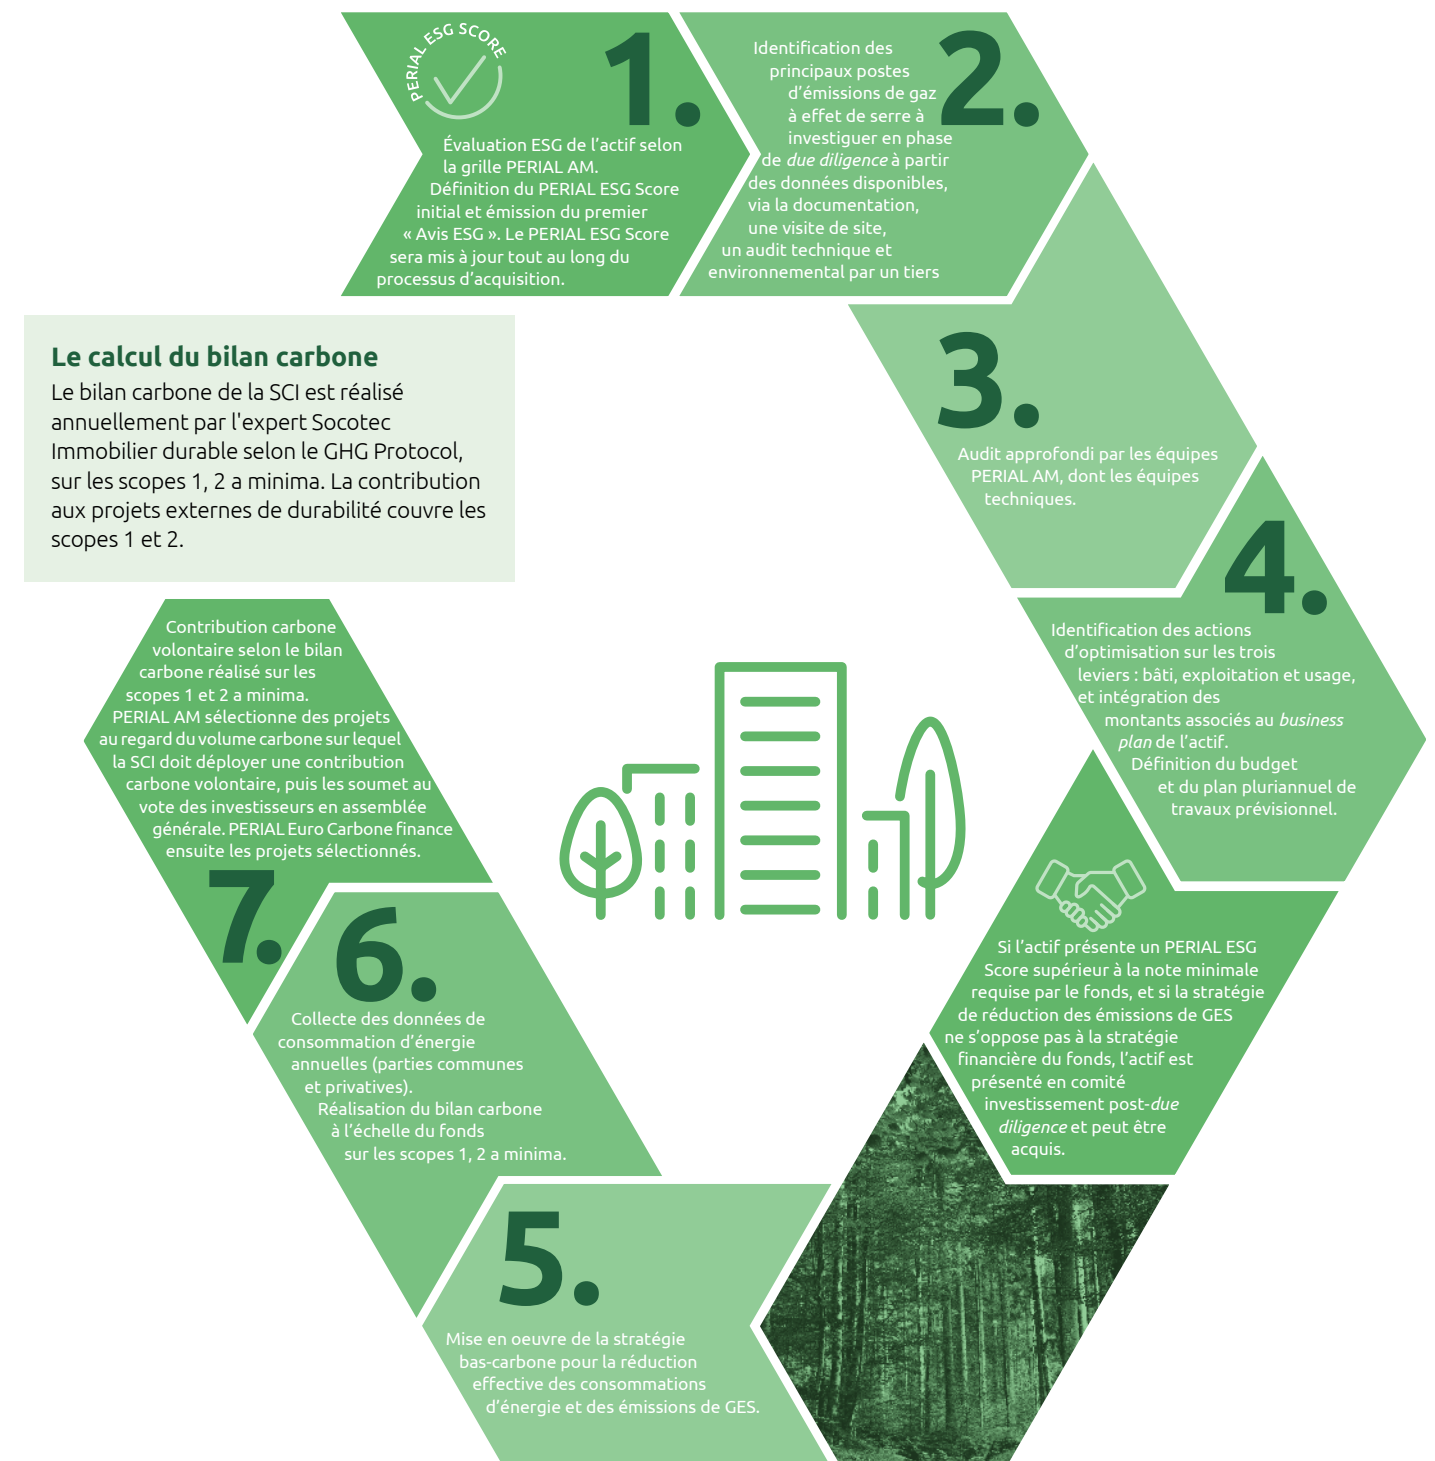 PERIAL ESG SCORE
1.
Évaluation ESG de l'actif selon
la grille PERIAL AM.
Définition du PERIAL ESG Score
initial et émission du premier
« Avis ESG ». Le PERIAL ESG Score
sera mis à jour tout au long du
processus d'acquisition.
2.
Identification des
principaux postes
d'émissions de gaz
à effet de serre à
investiguer en phase
de due diligence à partir
des données disponibles,
via la documentation,
une visite de site,
un audit technique et
environnemental par un tiers
Le calcul du bilan carbone
Le bilan carbone de la SCI est réalisé
annuellement par l'expert Socotec
Immobilier durable selon le GHG Protocol,
sur les scopes 1, 2 a minima. La contribution
aux projets externes de durabilité couvre les
scopes 1 et 2.
3.
Audit approfondi par les équipes
PERIAL AM, dont les équipes
techniques.
4.
Identification des actions
d'optimisation sur les trois
leviers : bâti, exploitation et usage,
et intégration des
montants associés au business
plan de l'actif.
Définition du budget
et du plan pluriannuel de
travaux prévisionnel.
Si l'actif présente un PERIAL ESG
Score supérieur à la note minimale
requise par le fonds, et si la stratégie
de réduction des émissions de GES
ne s'oppose pas à la stratégie
financière du fonds, l'actif est
présenté en comité
investissement post-due
diligence et peut être
acquis.
5.
Mise en oeuvre de la stratégie
bas-carbone pour la réduction
effective des consommations
d'énergie et des émissions de GES.
6.
Collecte des données de
consommation d'énergie
annuelles (parties communes
et privatives).
Réalisation du bilan carbone
à l'échelle du fonds
sur les scopes 1, 2 a minima.
Contribution carbone
volontaire selon le bilan
carbone réalisé sur les
scopes 1 et 2 a minima.
PERIAL AM sélectionne des projets
au regard du volume carbone sur lequel
la SCI doit déployer une contribution
carbone volontaire, puis les soumet au
vote des investisseurs en assemblée
générale. PERIAL Euro Carbone finance
ensuite les projets sélectionnés.
7.